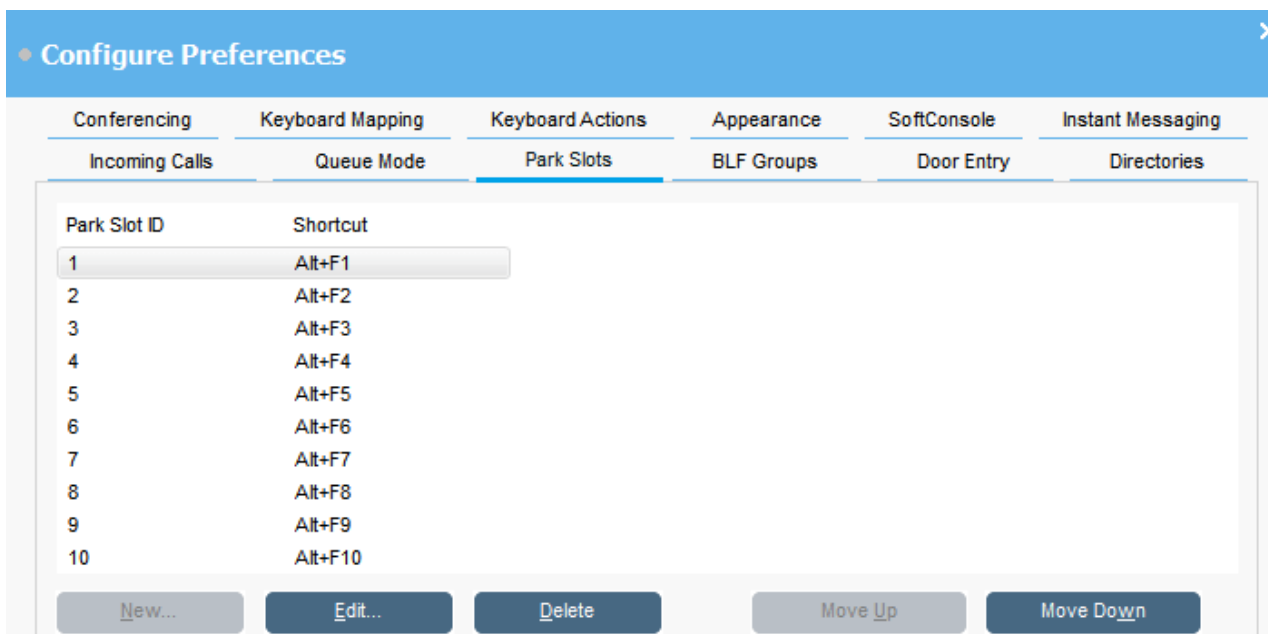 Configure Preferences
Conferencing Keyboard Mapping Keyboard Actions Appearance SoftConsole Instant Messaging
Incoming Calls Queue Mode Park Slots BLF Groups Door Entry Directories
Park Slot ID Shortcut
1 Alt+F1
2 Alt+F2
3 Alt+F3
4 Alt+F4
5 Alt+F5
6 Alt+F6
7 Alt+F7
8 Alt+F8
9 Alt+F9
10 Alt+F10
New... Edit... Delete Move Up Move Down